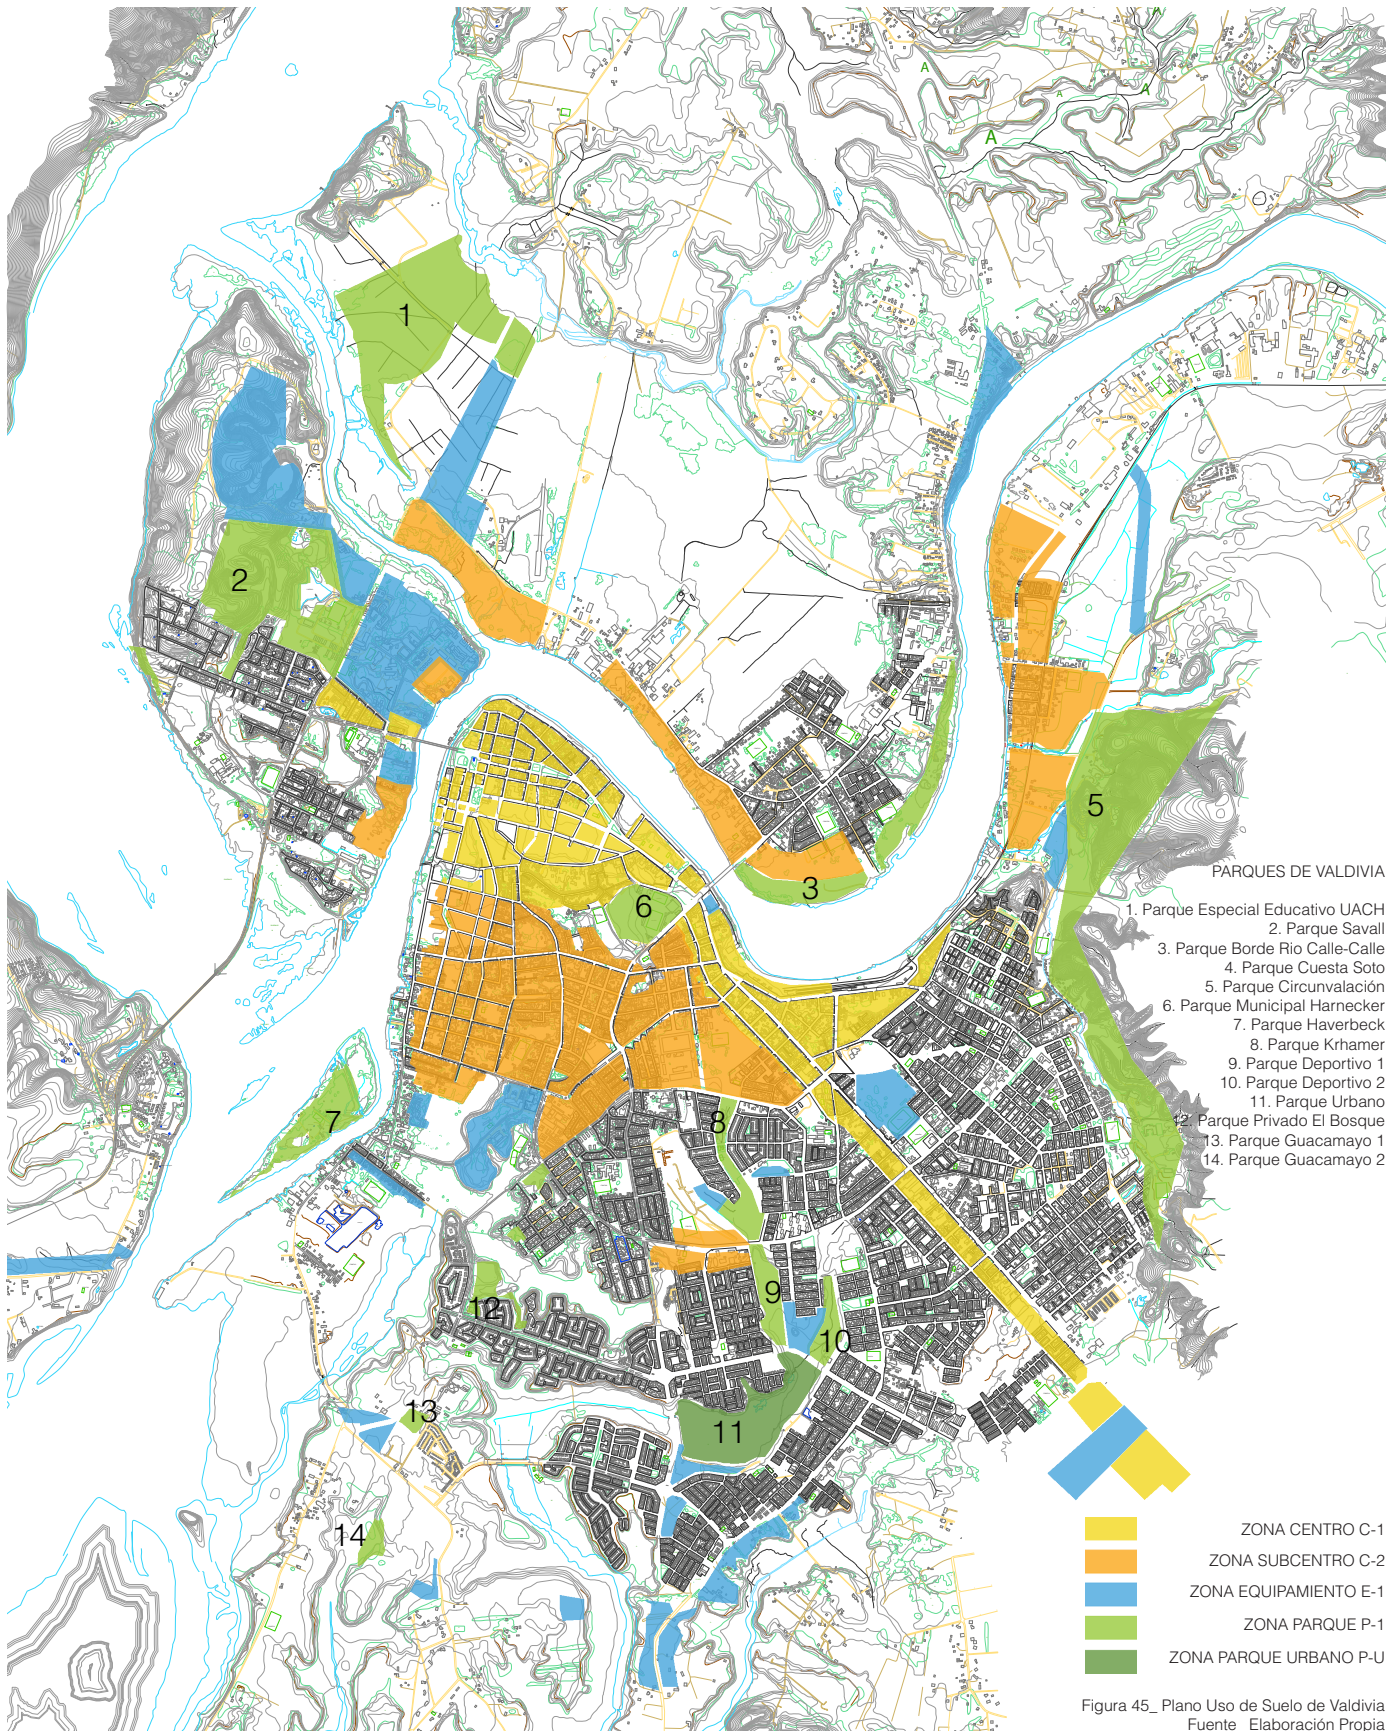 A
A
A
A
A
A
1
2
5
3
6
PARQUES DE VALDIVIA
1. Parque Especial Educativo UACH
2. Parque Savall
3. Parque Borde Rio Calle-Calle
4. Parque Cuesta Soto
5. Parque Circunvalación
6. Parque Municipal Harnecker
7. Parque Haverbeck
8. Parque Krhamer
9. Parque Deportivo 1
10. Parque Deportivo 2
11. Parque Urbano
12. Parque Privado El Bosque
13. Parque Guacamayo 1
14. Parque Guacamayo 2
7
8
9
12
10
13
11
14
ZONA CENTRO C-1
ZONA SUBCENTRO C-2
ZONA EQUIPAMIENTO E-1
ZONA PARQUE P-1
ZONA PARQUE URBANO P-U
Figura 45_ Plano Uso de Suelo de Valdivia
Fuente_ Elaboración Propia